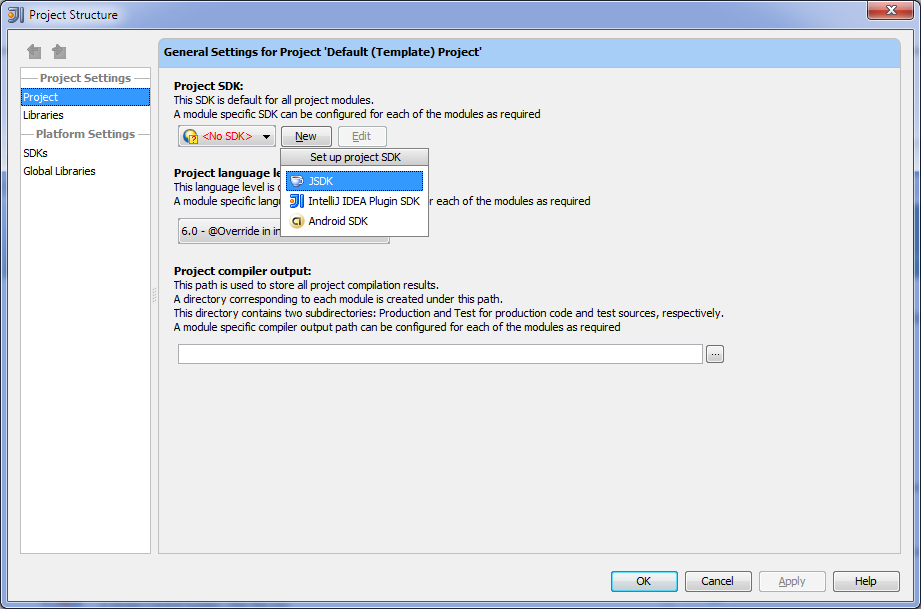 Project Structure
Project Settings
Project
Libraries
Platform Settings
SDKs
Global Libraries
General Settings for Project 'Default (Template) Project'
Project SDK:
This SDK is default for all project modules.
A module specific SDK can be configured for each of the modules as required
<No SDK> New Edit
Set up project SDK
JSDK
IntelliJ IDEA Plugin SDK
Android SDK
Project language le
This language level is
A module specific r each of the modules as required
6.0 - @Override in
Project compiler output:
This path is used to store all project compilation results.
A directory corresponding to each module is created under this path.
This directory contains two subdirectories: Production and Test for production code and test sources, respectively.
A module specific compiler output path can be configured for each of the modules as required
...
OK Cancel Apply Help